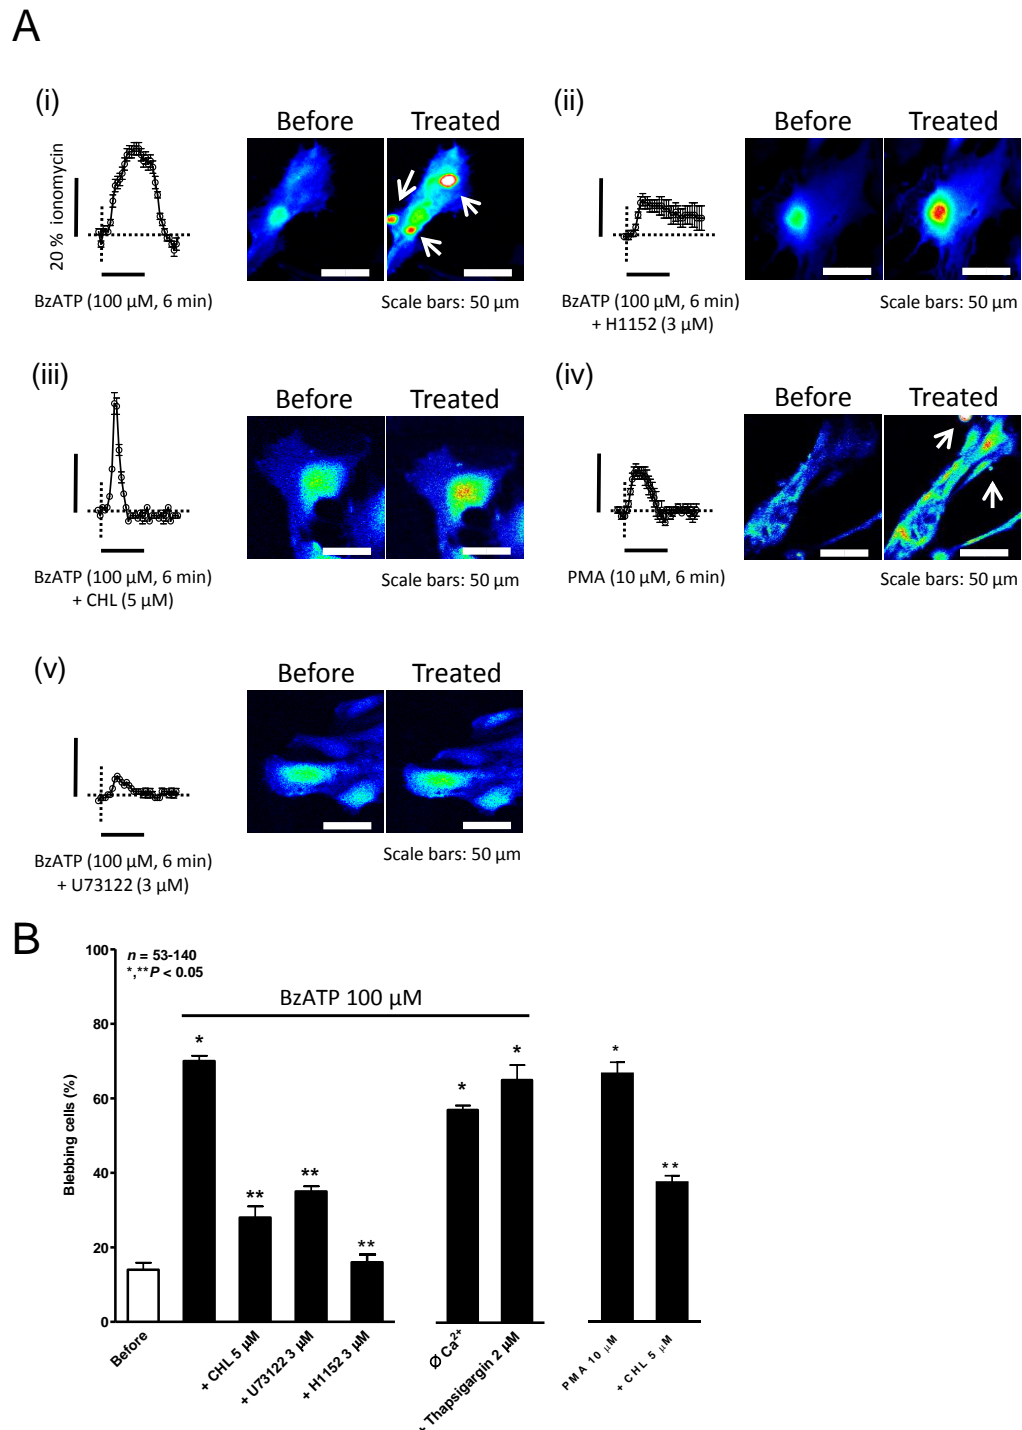 A
(i)
20 % ionomycin
Before
Treated
BzATP (100 µM, 6 min)
Scale bars: 50 µm
(ii)
Before
Treated
BzATP (100 µM, 6 min)
+ H1152 (3 µM)
Scale bars: 50 µm
(iii)
Before
Treated
BzATP (100 µM, 6 min)
+ CHL (5 µM)
Scale bars: 50 µm
(iv)
Before
Treated
PMA (10 µM, 6 min)
Scale bars: 50 µm
(v)
Before
Treated
BzATP (100 µM, 6 min)
+ U73122 (3 µM)
Scale bars: 50 µm
B
n = 53-140
*,**P < 0.05
BzATP 100 µM
Blebbing cells (%)
100
80
60
40
20
0
*
**
**
**
*
*
*
**
Before
+ CHL 5 µM
+ U73122 3 µM
+ H1152 3 µM
Ø Ca²⁺
+ Thapsigargin 2 µM
PMA 10 µM
+ CHL 5 µM